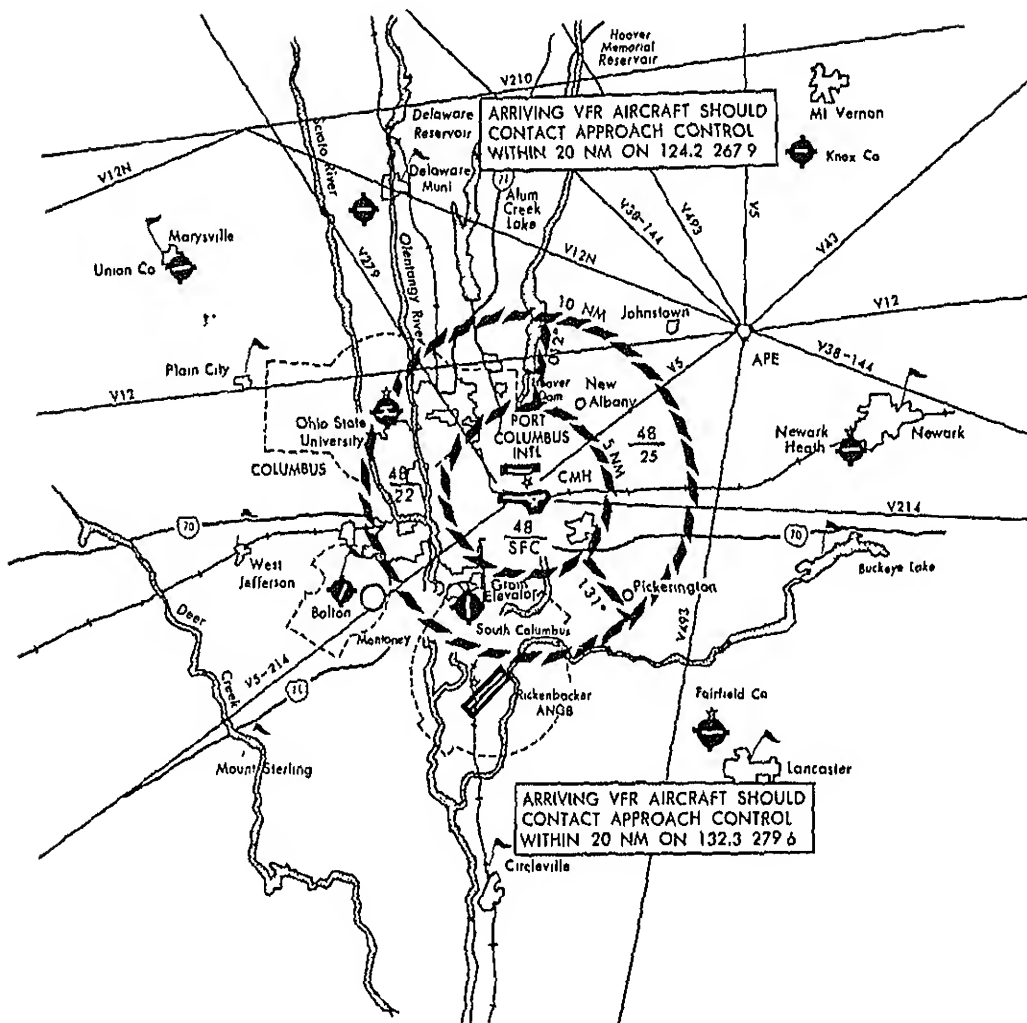 Hoover
Memorial
Reservoir
V210
Delaware
Reservoir
ARRIVING VFR AIRCRAFT SHOULD
CONTACT APPROACH CONTROL
WITHIN 20 NM ON 124.2 267 9
Mt Vernon
Knox Co
Scioto River
V12N
Delaware
Muni
71
Alum
Creek
Lake
V38-144
V493
V5
V43
Marysville
Union Co
V279
Olentangy River
V12N
V12
10 NM
Johnstown
APE
V38-144
Plain City
V12
012°
V5
New
Albany
Dam
Ohio State
University
PORT
COLUMBUS
INTL
5 NM
48
25
Newark
Heath
Newark
COLUMBUS
48
22
CMH
V214
70
48
SFC
70
Buckeye Lake
West
Jefferson
Bolton
Grain
Elevator
131°
Pickerington
Deer
Creek
South Columbus
V5-214
71
Rickenbacker
ANGB
Fairfield Co
Mount Sterling
Lancaster
ARRIVING VFR AIRCRAFT SHOULD
CONTACT APPROACH CONTROL
WITHIN 20 NM ON 132.3 279 6
Circleville